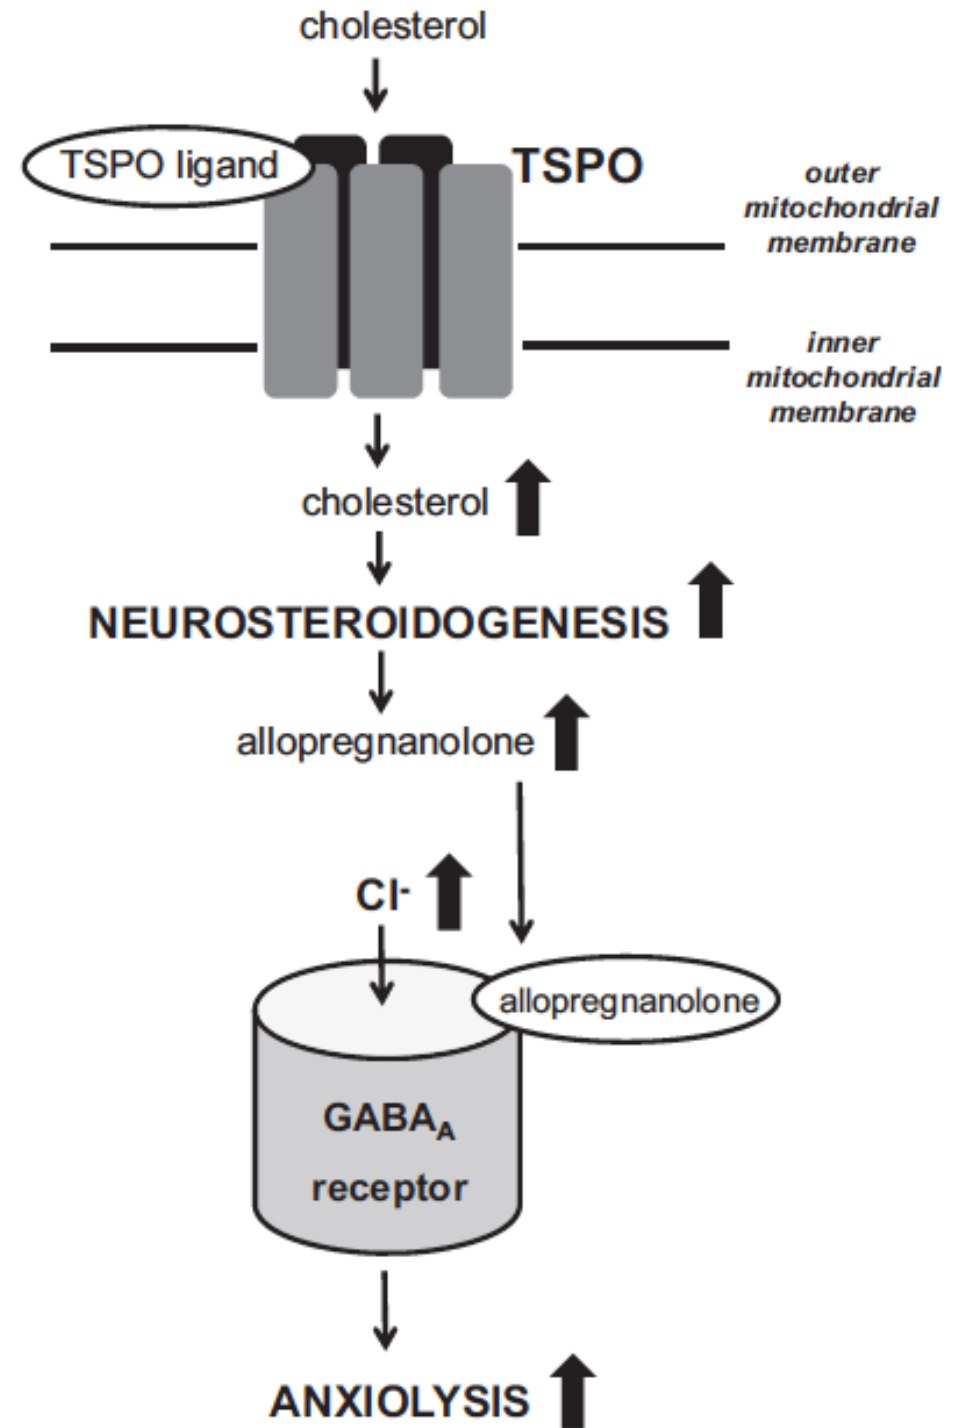 cholesterol
TSPO ligand
TSPO
outer
mitochondrial
membrane
inner
mitochondrial
membrane
cholesterol
NEUROSTEROIDOGENESIS
allopregnanolone
Cl-
allopregnanolone
GABAA
receptor
ANXIOLYSIS